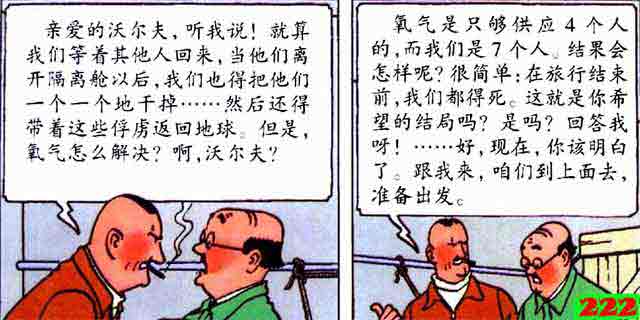 亲爱的沃尔夫，听我说！就算
我们等着其他人回来，当他们离
开隔离舱以后，我们也得把他们
一个一个地干掉……然后还得
带着这些俘虏返回地球。但是，
氧气怎么解决？啊，沃尔夫？
氧气是只够供应4个人
的，而我们是7个人。结果会
怎样呢？很简单：在旅行结束
前，我们都得死。这就是你希
望的结局吗？是吗？回答我
呀！……好，现在，你该明白
了。跟我来，咱们到上面去，
准备出发。
222